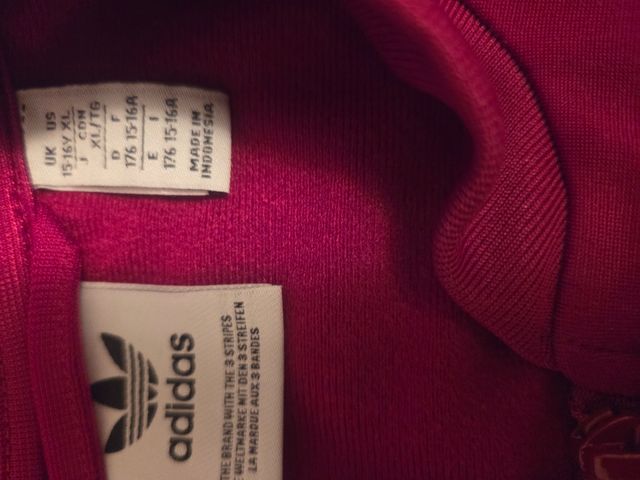 UK US
15-16Y XL
J CDN
XL/TG
D F
176 15-16A
E I
176 15-16A
MADE IN
INDONESIA
adidas
THE BRAND WITH THE 3 STRIPES
WELTMARKE MIT DEN 3 STREIFEN
LA MARQUE AUX 3 BANDES